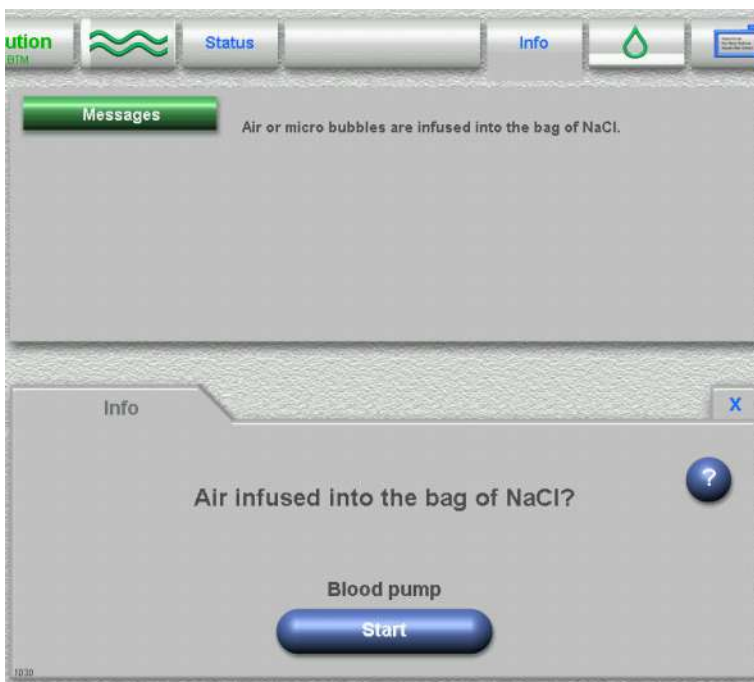 ution
BTM
Status
Info
Messages
Air or micro bubbles are infused into the bag of NaCl.
Info
X
?
Air infused into the bag of NaCl?
Blood pump
Start
1030